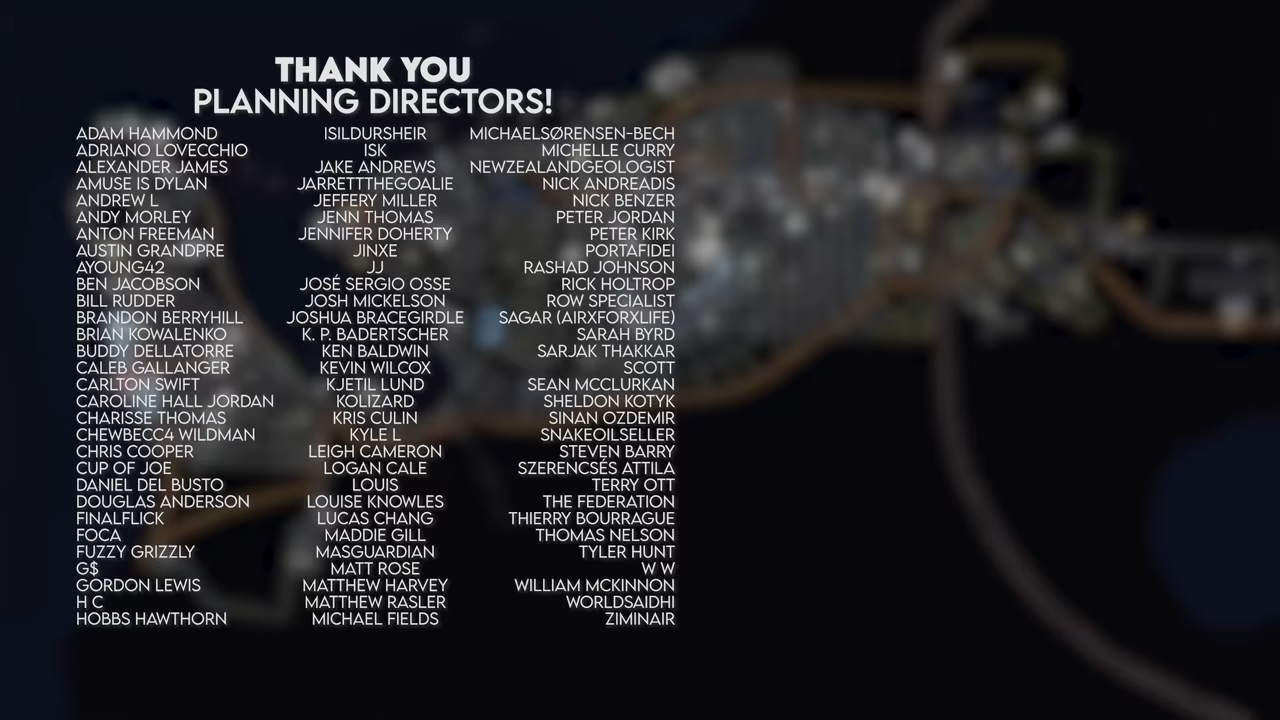 THANK YOU
PLANNING DIRECTORS!
ADAM HAMMOND
ADRIANO LOVECCHIO
ALEXANDER JAMES
AMUSE IS DYLAN
ANDREW L
ANDY MORLEY
ANTON FREEMAN
AUSTIN GRANDPRE
AYOUNG42
BEN JACOBSON
BILL RUDDER
BRANDON BERRYHILL
BRIAN KOWALENKO
BUDDY DELLATORRE
CALEB GALLANGER
CARLTON SWIFT
CAROLINE HALL JORDAN
CHARISSE THOMAS
CHEWBECC4 WILDMAN
CHRIS COOPER
CUP OF JOE
DANIEL DEL BUSTO
DOUGLAS ANDERSON
FINALFLICK
FOCA
FUZZY GRIZZLY
G$
GORDON LEWIS
H C
HOBBS HAWTHORN
ISILDURSHEIR
ISK
JAKE ANDREWS
JARRETTTHEGOALIE
JEFFERY MILLER
JENN THOMAS
JENNIFER DOHERTY
JINXE
JJ
JOSÉ SERGIO OSSE
JOSH MICKELSON
JOSHUA BRACEGIRDLE
K. P. BADERTSCHER
KEN BALDWIN
KEVIN WILCOX
KJETIL LUND
KOLIZARD
KRIS CULIN
KYLE L
LEIGH CAMERON
LOGAN CALE
LOUIS
LOUISE KNOWLES
LUCAS CHANG
MADDIE GILL
MASGUARDIAN
MATT ROSE
MATTHEW HARVEY
MATTHEW RASLER
MICHAEL FIELDS
MICHAELSØRENSEN-BECH
MICHELLE CURRY
NEWZEALANDGEOLOGIST
NICK ANDREADIS
NICK BENZER
PETER JORDAN
PETER KIRK
PORTAFIDEI
RASHAD JOHNSON
RICK HOLTROP
ROW SPECIALIST
SAGAR (AIRXFORXLIFE)
SARAH BYRD
SARJAK THAKKAR
SCOTT
SEAN MCCLURKAN
SHELDON KOTYK
SINAN OZDEMIR
SNAKEOILSELLER
STEVEN BARRY
SZERENCSÉS ATTILA
TERRY OTT
THE FEDERATION
THIERRY BOURRAGUE
THOMAS NELSON
TYLER HUNT
W W
WILLIAM MCKINNON
WORLDSAIDHI
ZIMINAIR